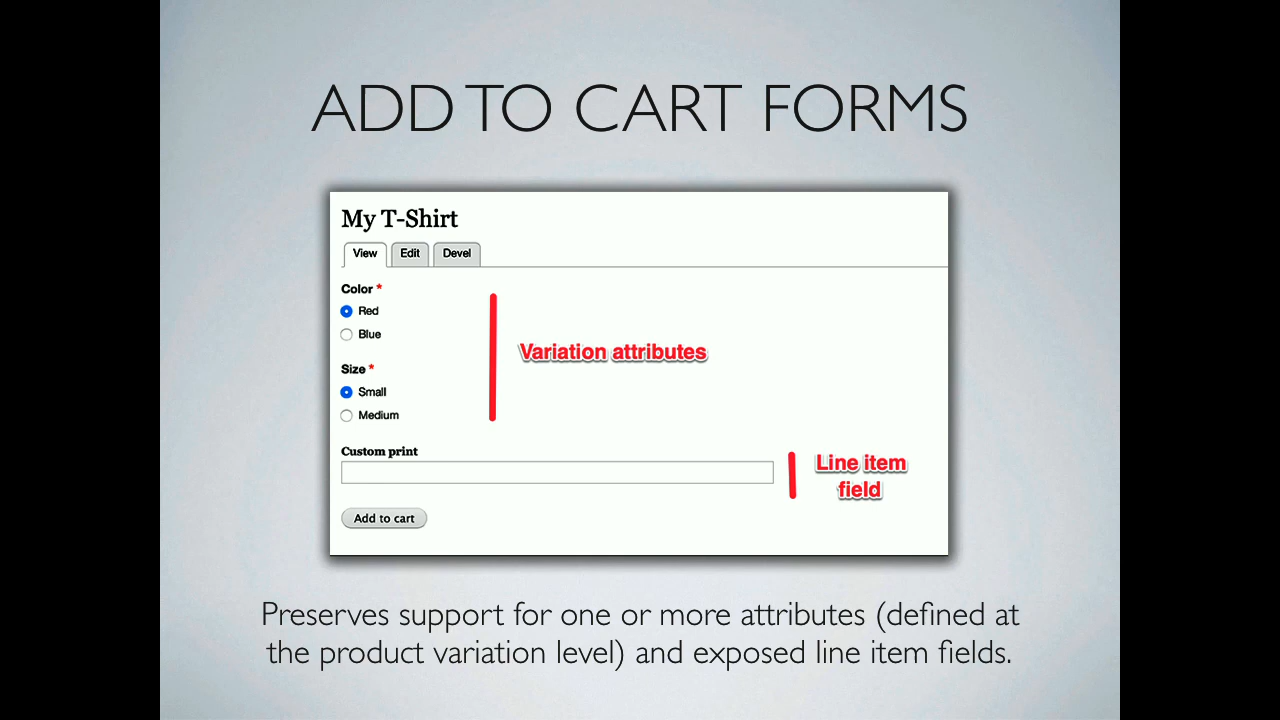 ADD TO CART FORMS
My T-Shirt
View Edit Devel
Color *
Red
Blue
Variation attributes
Size *
Small
Medium
Custom print
Line item
field
Add to cart
Preserves support for one or more attributes (defined at
the product variation level) and exposed line item fields.